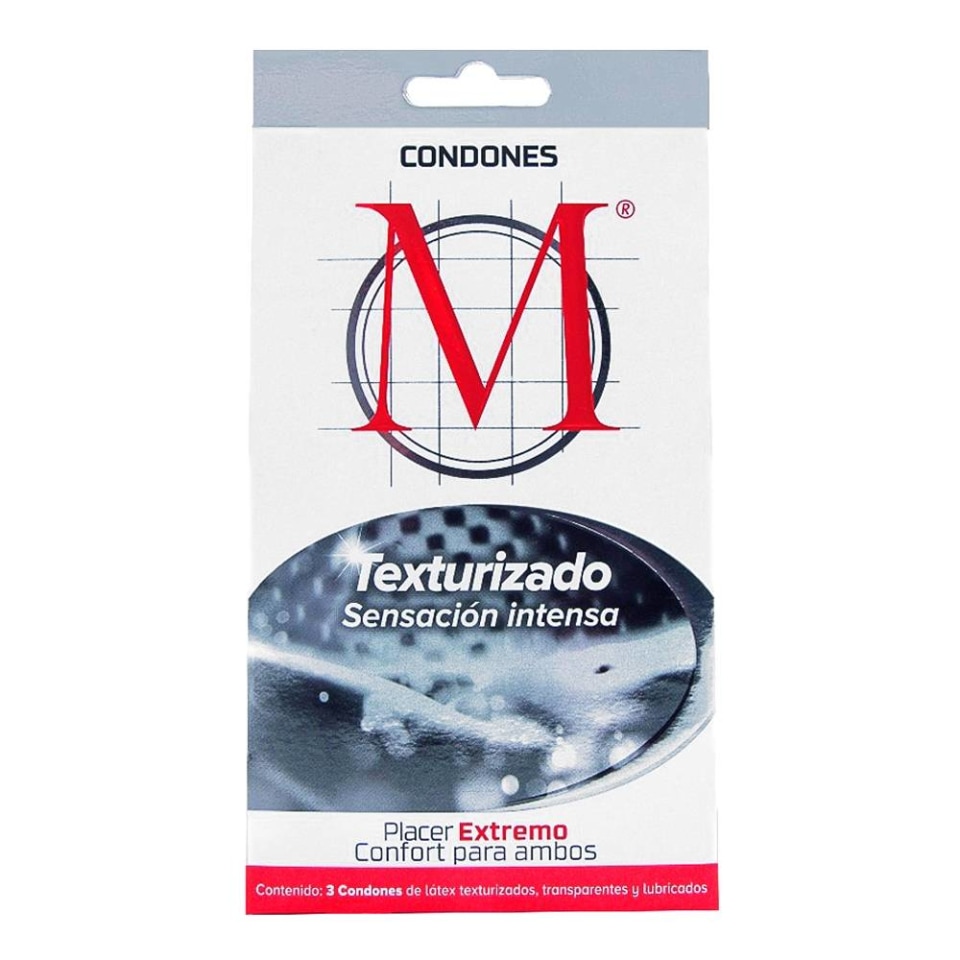 CONDONES
M®
Texturizado
Sensación intensa
Placer Extremo
Confort para ambos
Contenido: 3 Condones de látex texturizados, transparentes y lubricados